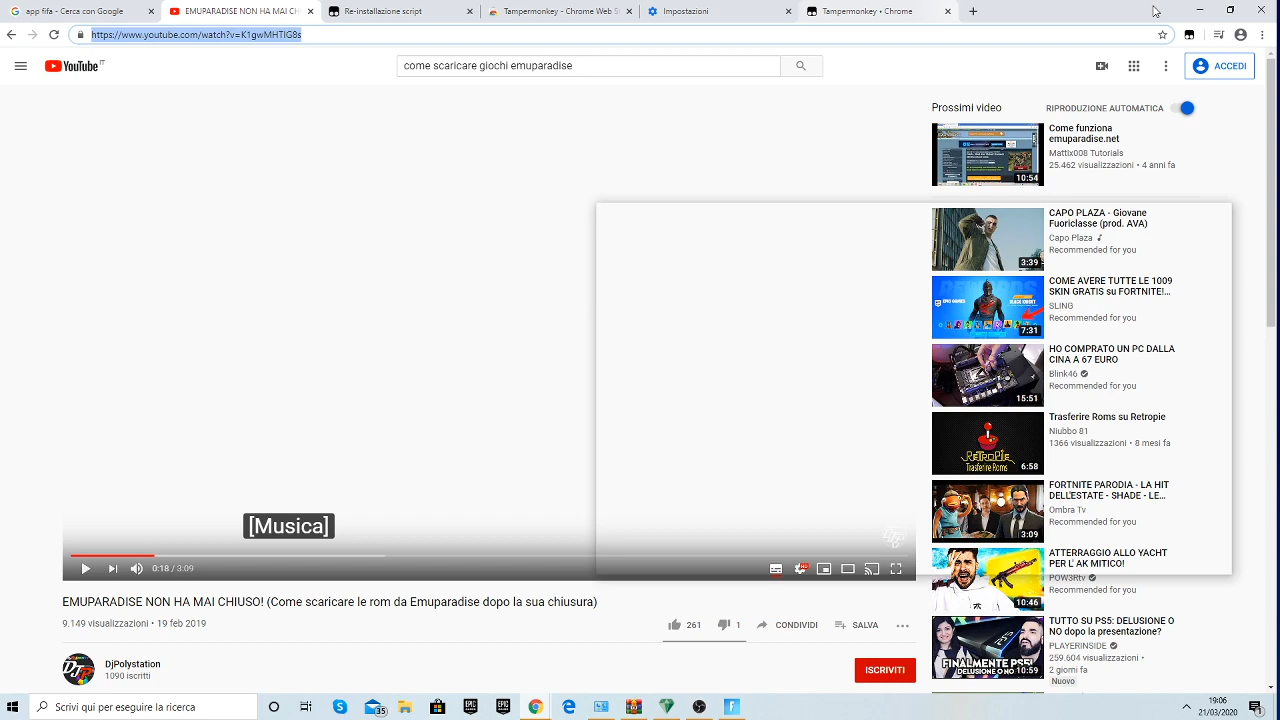 app fifa - Cerca con Google
EMUPARADISE NON HA MAI CH
Re-installazione script
Tampermonkey - Chrome Web S
Impostazioni
Tampermonkey • Chrome
https://www.youtube.com/watch?v=K1gwMHTIG8s
YouTube IT
come scaricare giochi emuparadise
ACCEDI
Prossimi video
RIPRODUZIONE AUTOMATICA
Come funziona
emuparadise.net
Mattix008 Tutorials
25.462 visualizzazioni • 4 anni fa
10:54
CAPO PLAZA - Giovane
Fuoriclasse (prod. AVA)
Capo Plaza
Recommended for you
3:39
COME AVERE TUTTE LE 1009
SKIN GRATIS su FORTNITE!...
SLING
Recommended for you
7:31
HO COMPRATO UN PC DALLA
CINA A 67 EURO
Blink46
Recommended for you
15:51
Trasferire Roms su Retropie
Niubbo 81
1366 visualizzazioni • 8 mesi fa
RETROPIE
Trasferire Roms
6:58
FORTNITE PARODIA - LA HIT
DELL'ESTATE - SHADE - LE...
Ombra Tv
Recommended for you
3:09
ATTERRAGGIO ALLO YACHT
PER L' AK MITICO!
POW3Rtv
Recommended for you
10:46
TUTTO SU PS5: DELUSIONE O
NO dopo la presentazione?
PLAYERINSIDE
259.604 visualizzazioni •
2 giorni fa
Nuovo
FINALMENTE PS5!
DELUSIONE O NO
10:59
[Musica]
0:18 / 3:09
EMUPARADISE NON HA MAI CHIUSO! (Come scaricare le rom da Emuparadise dopo la sua chiusura)
9.149 visualizzazioni • 19 feb 2019
261
1
CONDIVIDI
SALVA
DjPolystation
1090 iscritti
ISCRIVITI
Scrivi qui per eseguire la ricerca
35
19:06
21/03/2020
1